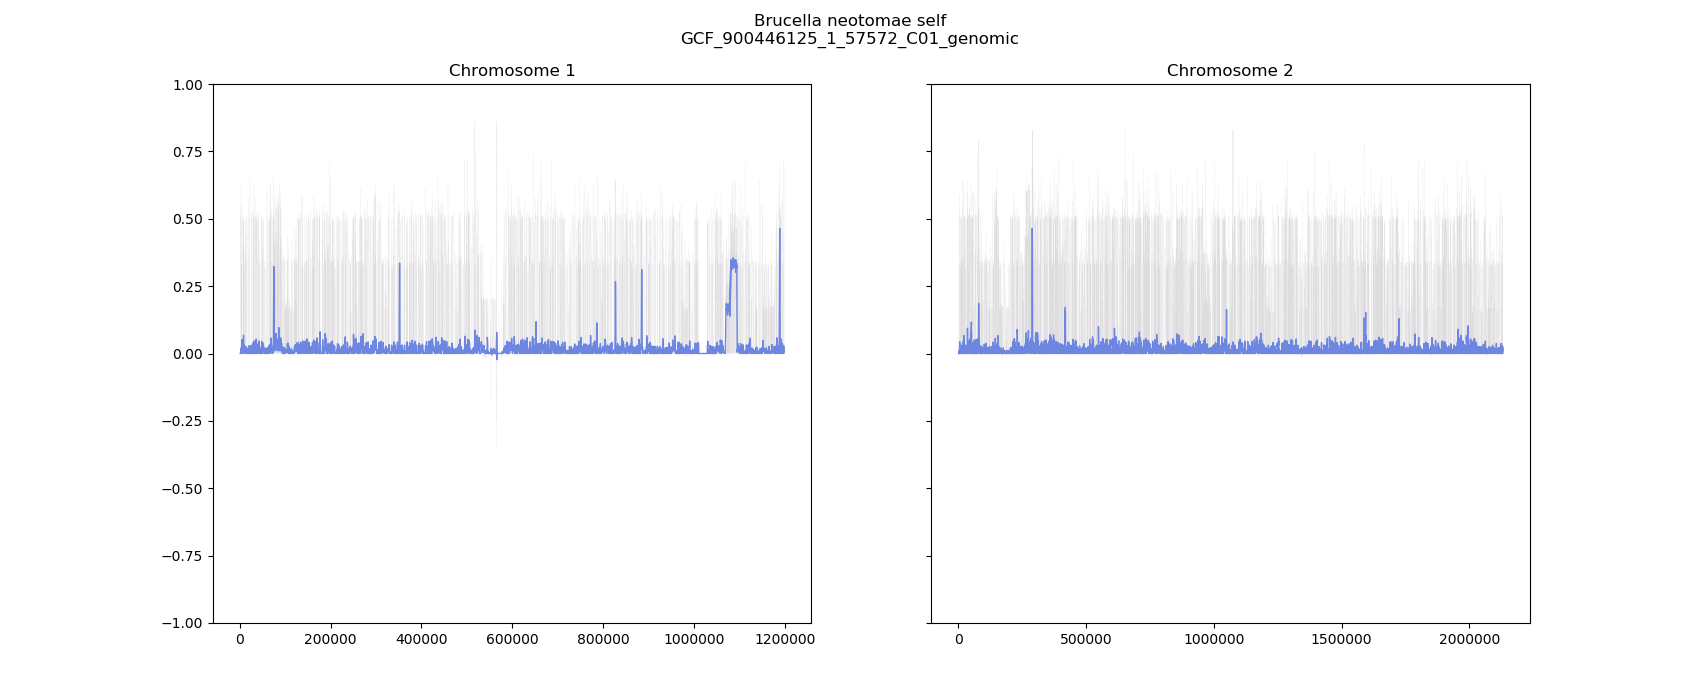 Brucella neotomae self
GCF_900446125_1_57572_C01_genomic
Chromosome 1
Chromosome 2
1.00
0.75
0.50
0.25
0.00
−0.25
−0.50
−0.75
−1.00
0 200000 400000 600000 800000 1000000 1200000
0 500000 1000000 1500000 2000000